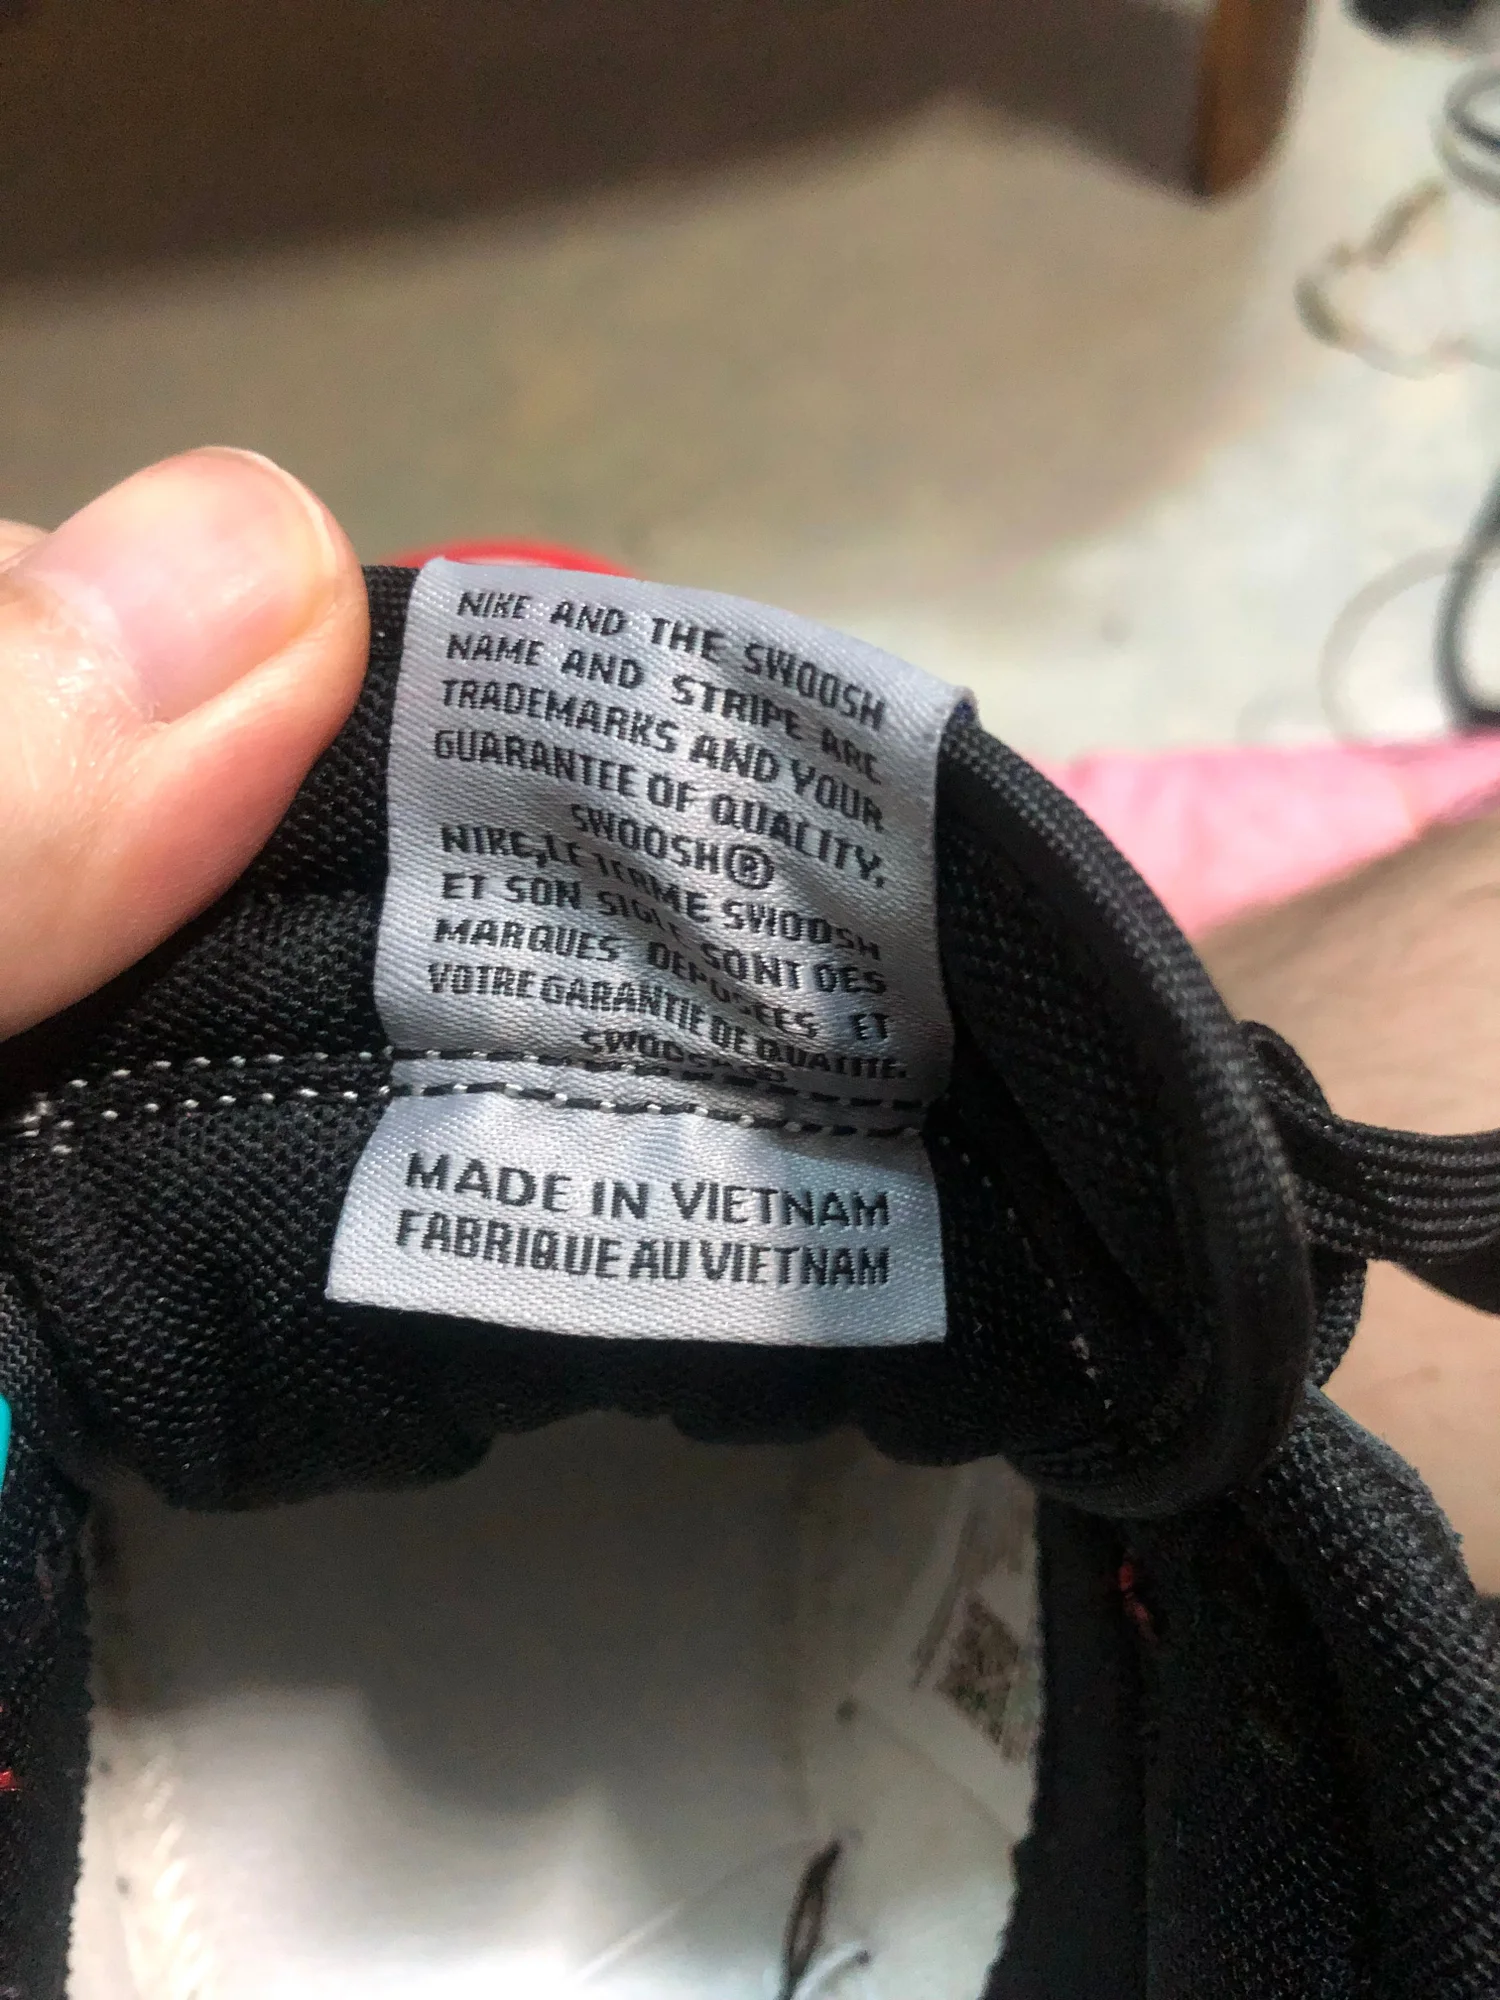 NIKE AND THE SWOOSH
NAME AND STRIPE ARE
TRADEMARKS AND YOUR
GUARANTEE OF QUALITY.
SWOOSH®
NIKE, LE TERME SWOOSH
ET SON SIGLE SONT DES
MARQUES DEPOSEES ET
VOTRE GARANTIE DE QUALITE.
MADE IN VIETNAM
FABRIQUE AU VIETNAM